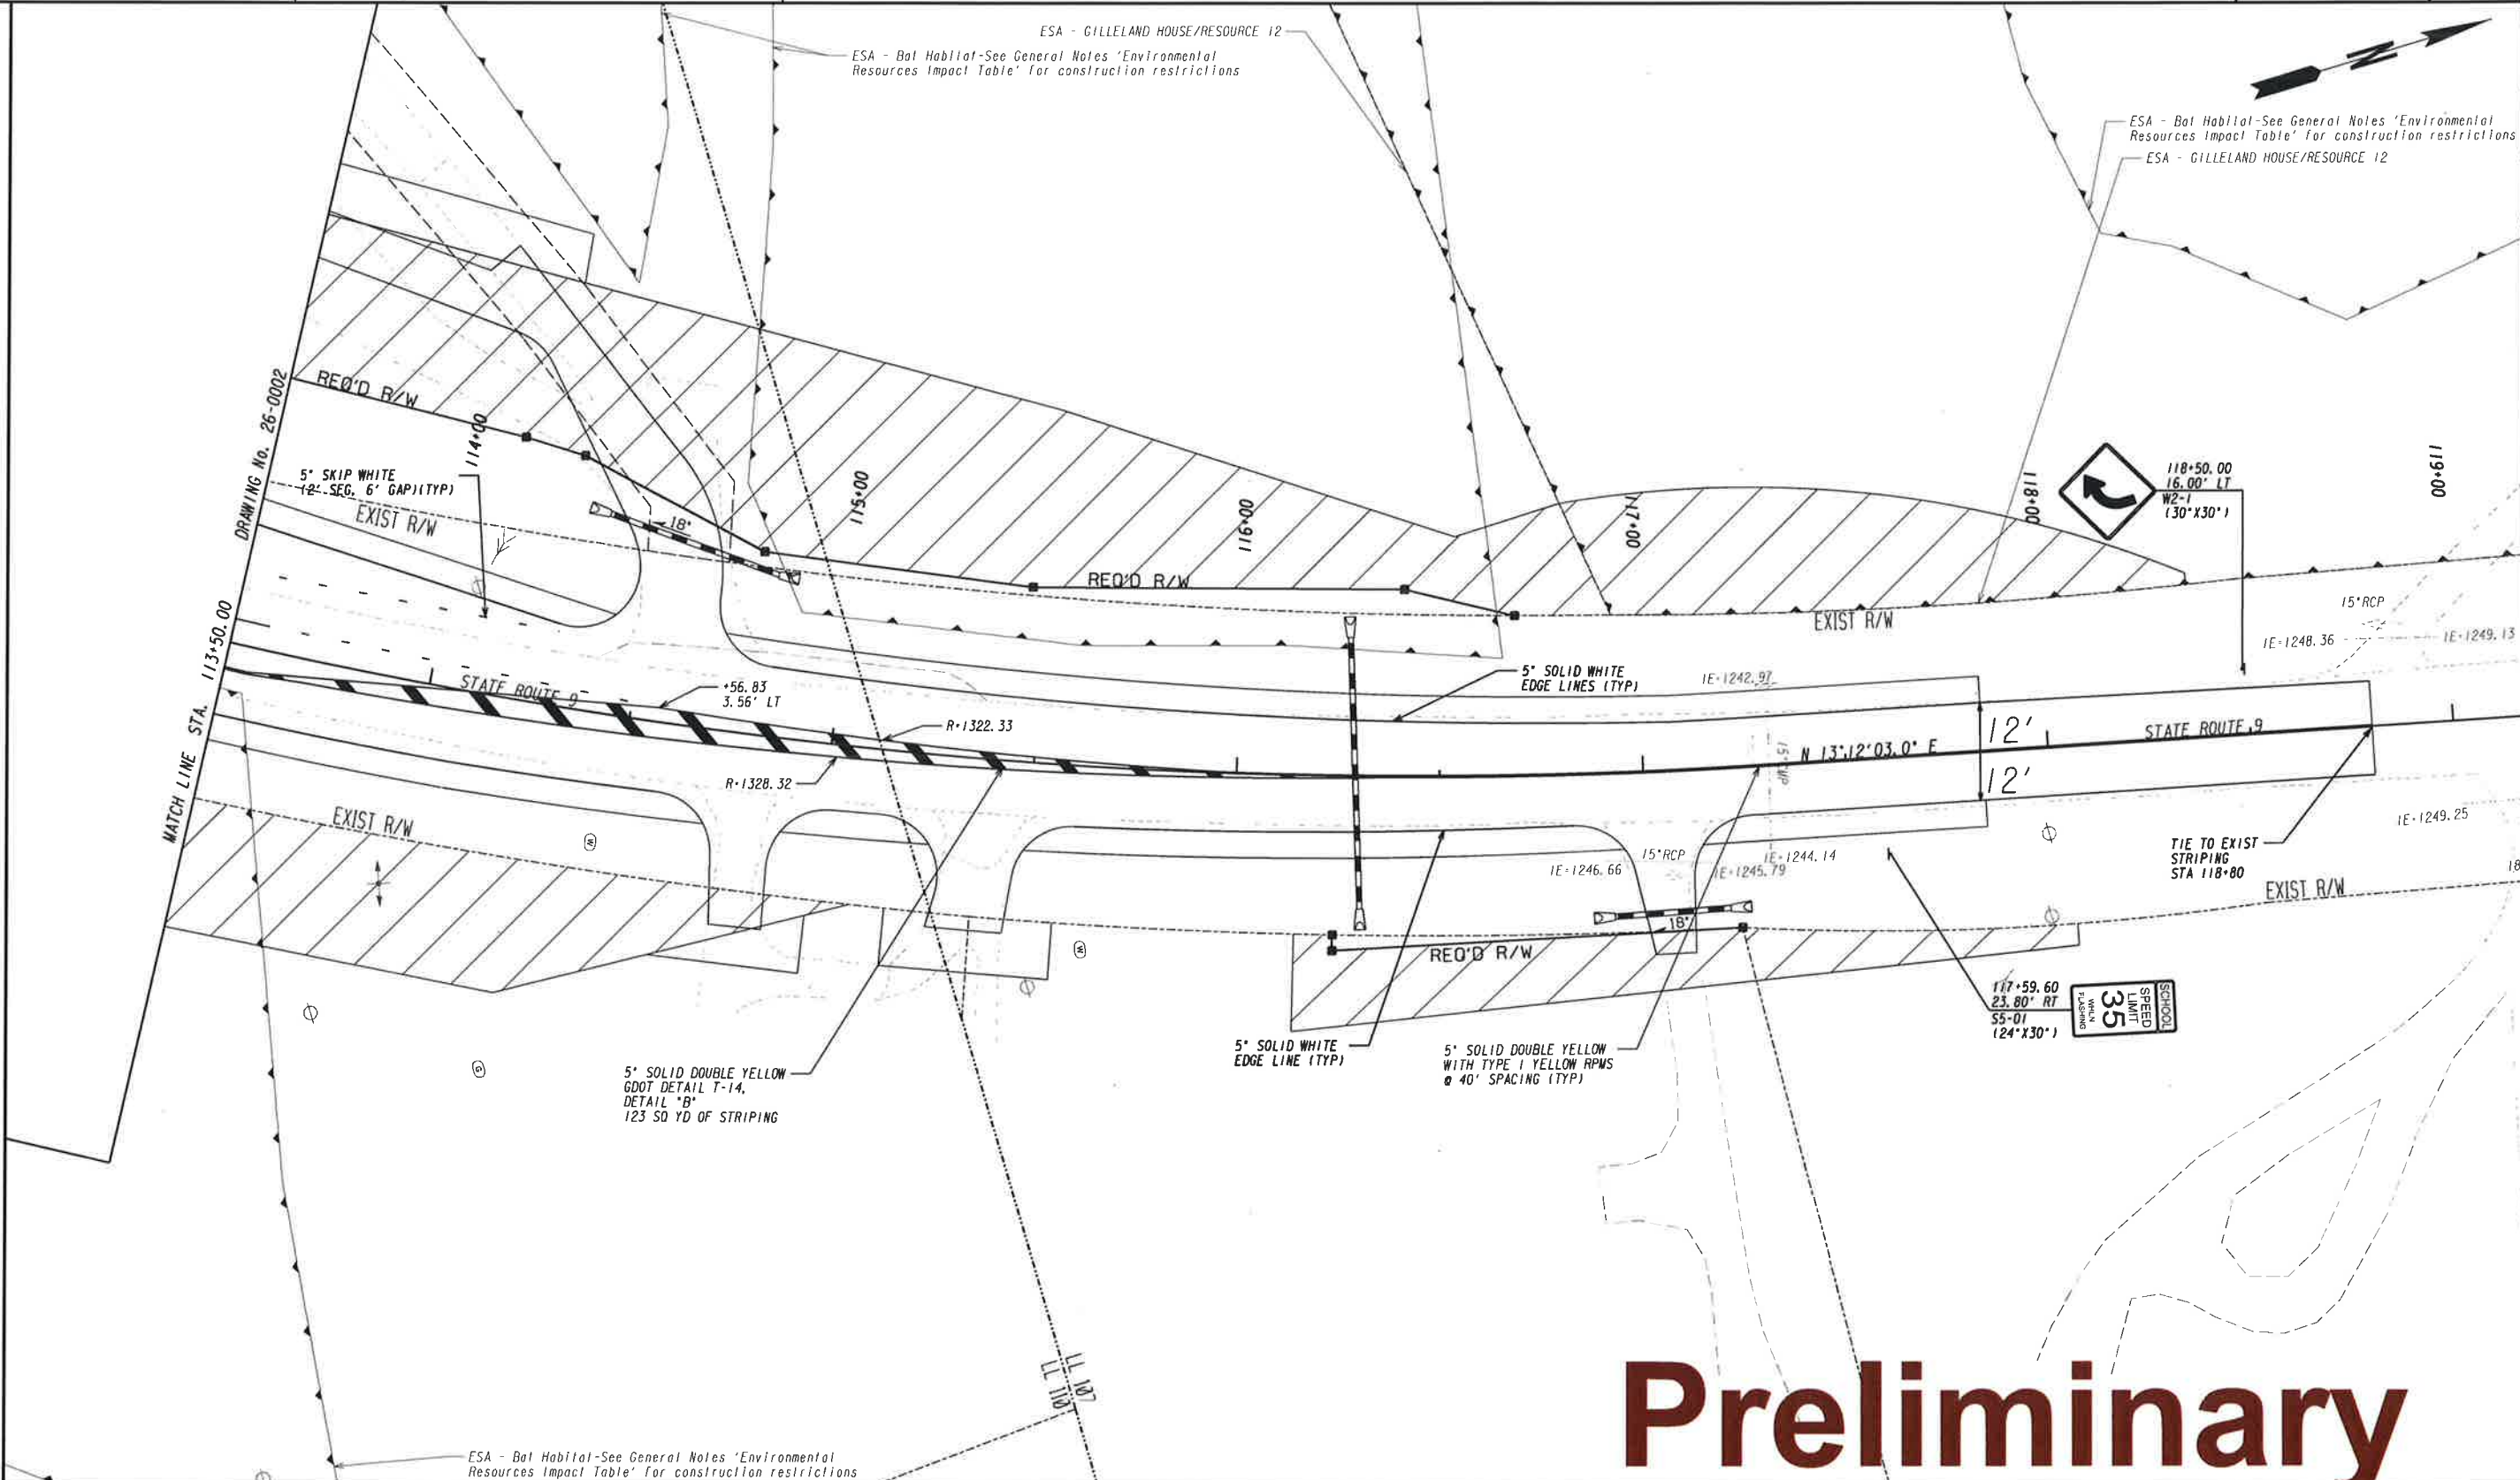 ESA - GILLELAND HOUSE/RESOURCE 12
ESA - Bat Habitat-See General Notes 'Environmental
Resources Impact Table' for construction restrictions
N
ESA - Bat Habitat-See General Notes 'Environmental
Resources Impact Table' for construction restrictions
ESA - GILLELAND HOUSE/RESOURCE 12
MATCH LINE STA. 113+50.00 DRAWING No. 26-0002
REQ'D R/W
114+00
5" SKIP WHITE
(2' SEG, 6' GAP)(TYP)
EXIST R/W
18"
115+00
116+00
117+00
118+00
119+00
REQ'D R/W
EXIST R/W
118+50.00
16.00' LT
W2-1
(30"X30")
15"RCP
IE=1248.36
IE=1249.13
STATE ROUTE 9
+56.83
3.56' LT
R=1322.33
R=1328.32
5" SOLID WHITE
EDGE LINES (TYP)
IE=1242.97
15"CMP
N 13°12'03.0" E
12'
12'
STATE ROUTE 9
EXIST R/W
W
W
G
IE=1246.66
15"RCP
IE=1244.14
IE=1245.79
18"
REQ'D R/W
TIE TO EXIST
STRIPING
STA 118+80
IE=1249.25
18
EXIST R/W
117+59.60
23.80' RT
S5-01
(24"X30")
SCHOOL
SPEED
LIMIT
35
WHEN
FLASHING
5" SOLID DOUBLE YELLOW
GDOT DETAIL T-14,
DETAIL "B"
123 SQ YD OF STRIPING
5" SOLID WHITE
EDGE LINE (TYP)
5" SOLID DOUBLE YELLOW
WITH TYPE 1 YELLOW RPMS
@ 40' SPACING (TYP)
LL 107
LL 110
ESA - Bat Habitat-See General Notes 'Environmental
Resources Impact Table' for construction restrictions
Preliminary